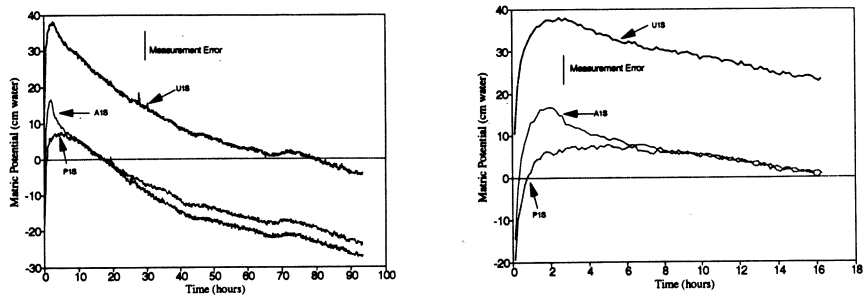 40
30
20
10
0
-10
-20
-30
Matric Potential (cm water)
Measurement Error
U1S
A1S
P1S
0 10 20 30 40 50 60 70 80 90 100
Time (hours)
40
30
20
10
0
-10
-20
Matric Potential (cm water)
U1S
Measurement Error
A1S
P1S
0 2 4 6 8 10 12 14 16 18
Time (hours)